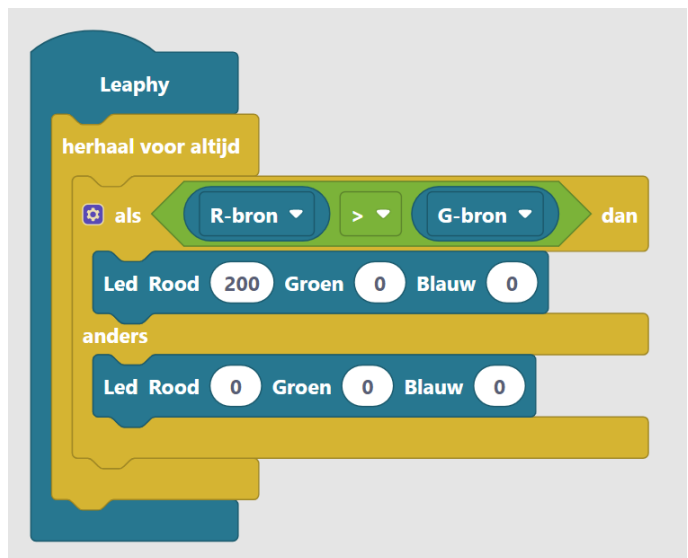 Leaphy
herhaal voor altijd
als R-bron > G-bron dan
Led Rood 200 Groen 0 Blauw 0
anders
Led Rood 0 Groen 0 Blauw 0